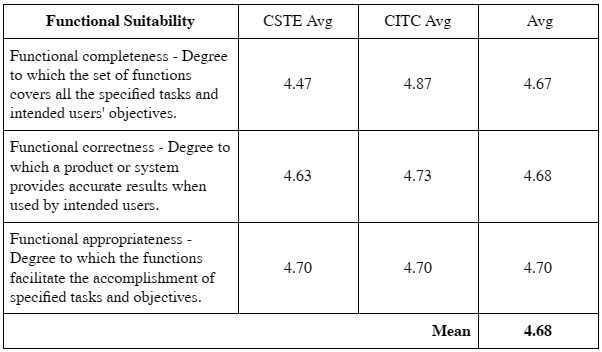 Functional Suitability CSTE Avg CITC Avg Avg
Functional completeness - Degree
to which the set of functions
covers all the specified tasks and
intended users' objectives.
4.47 4.87 4.67
Functional correctness - Degree to
which a product or system
provides accurate results when
used by intended users.
4.63 4.73 4.68
Functional appropriateness -
Degree to which the functions
facilitate the accomplishment of
specified tasks and objectives.
4.70 4.70 4.70
Mean 4.68